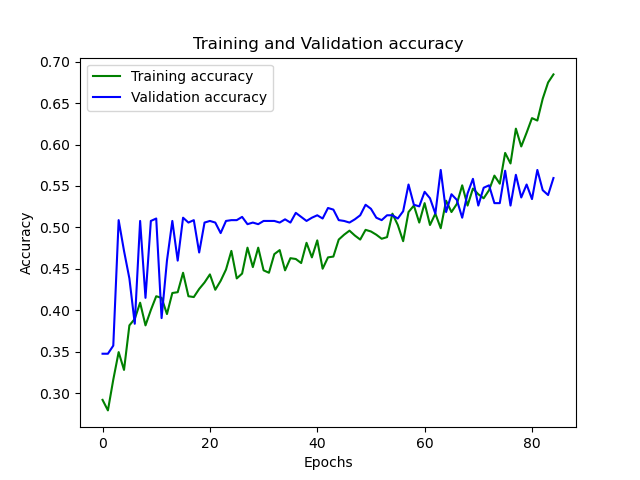 Training and Validation accuracy
Training accuracy
Validation accuracy
0.70
0.65
0.60
0.55
0.50
0.45
0.40
0.35
0.30
Accuracy
0 20 40 60 80
Epochs